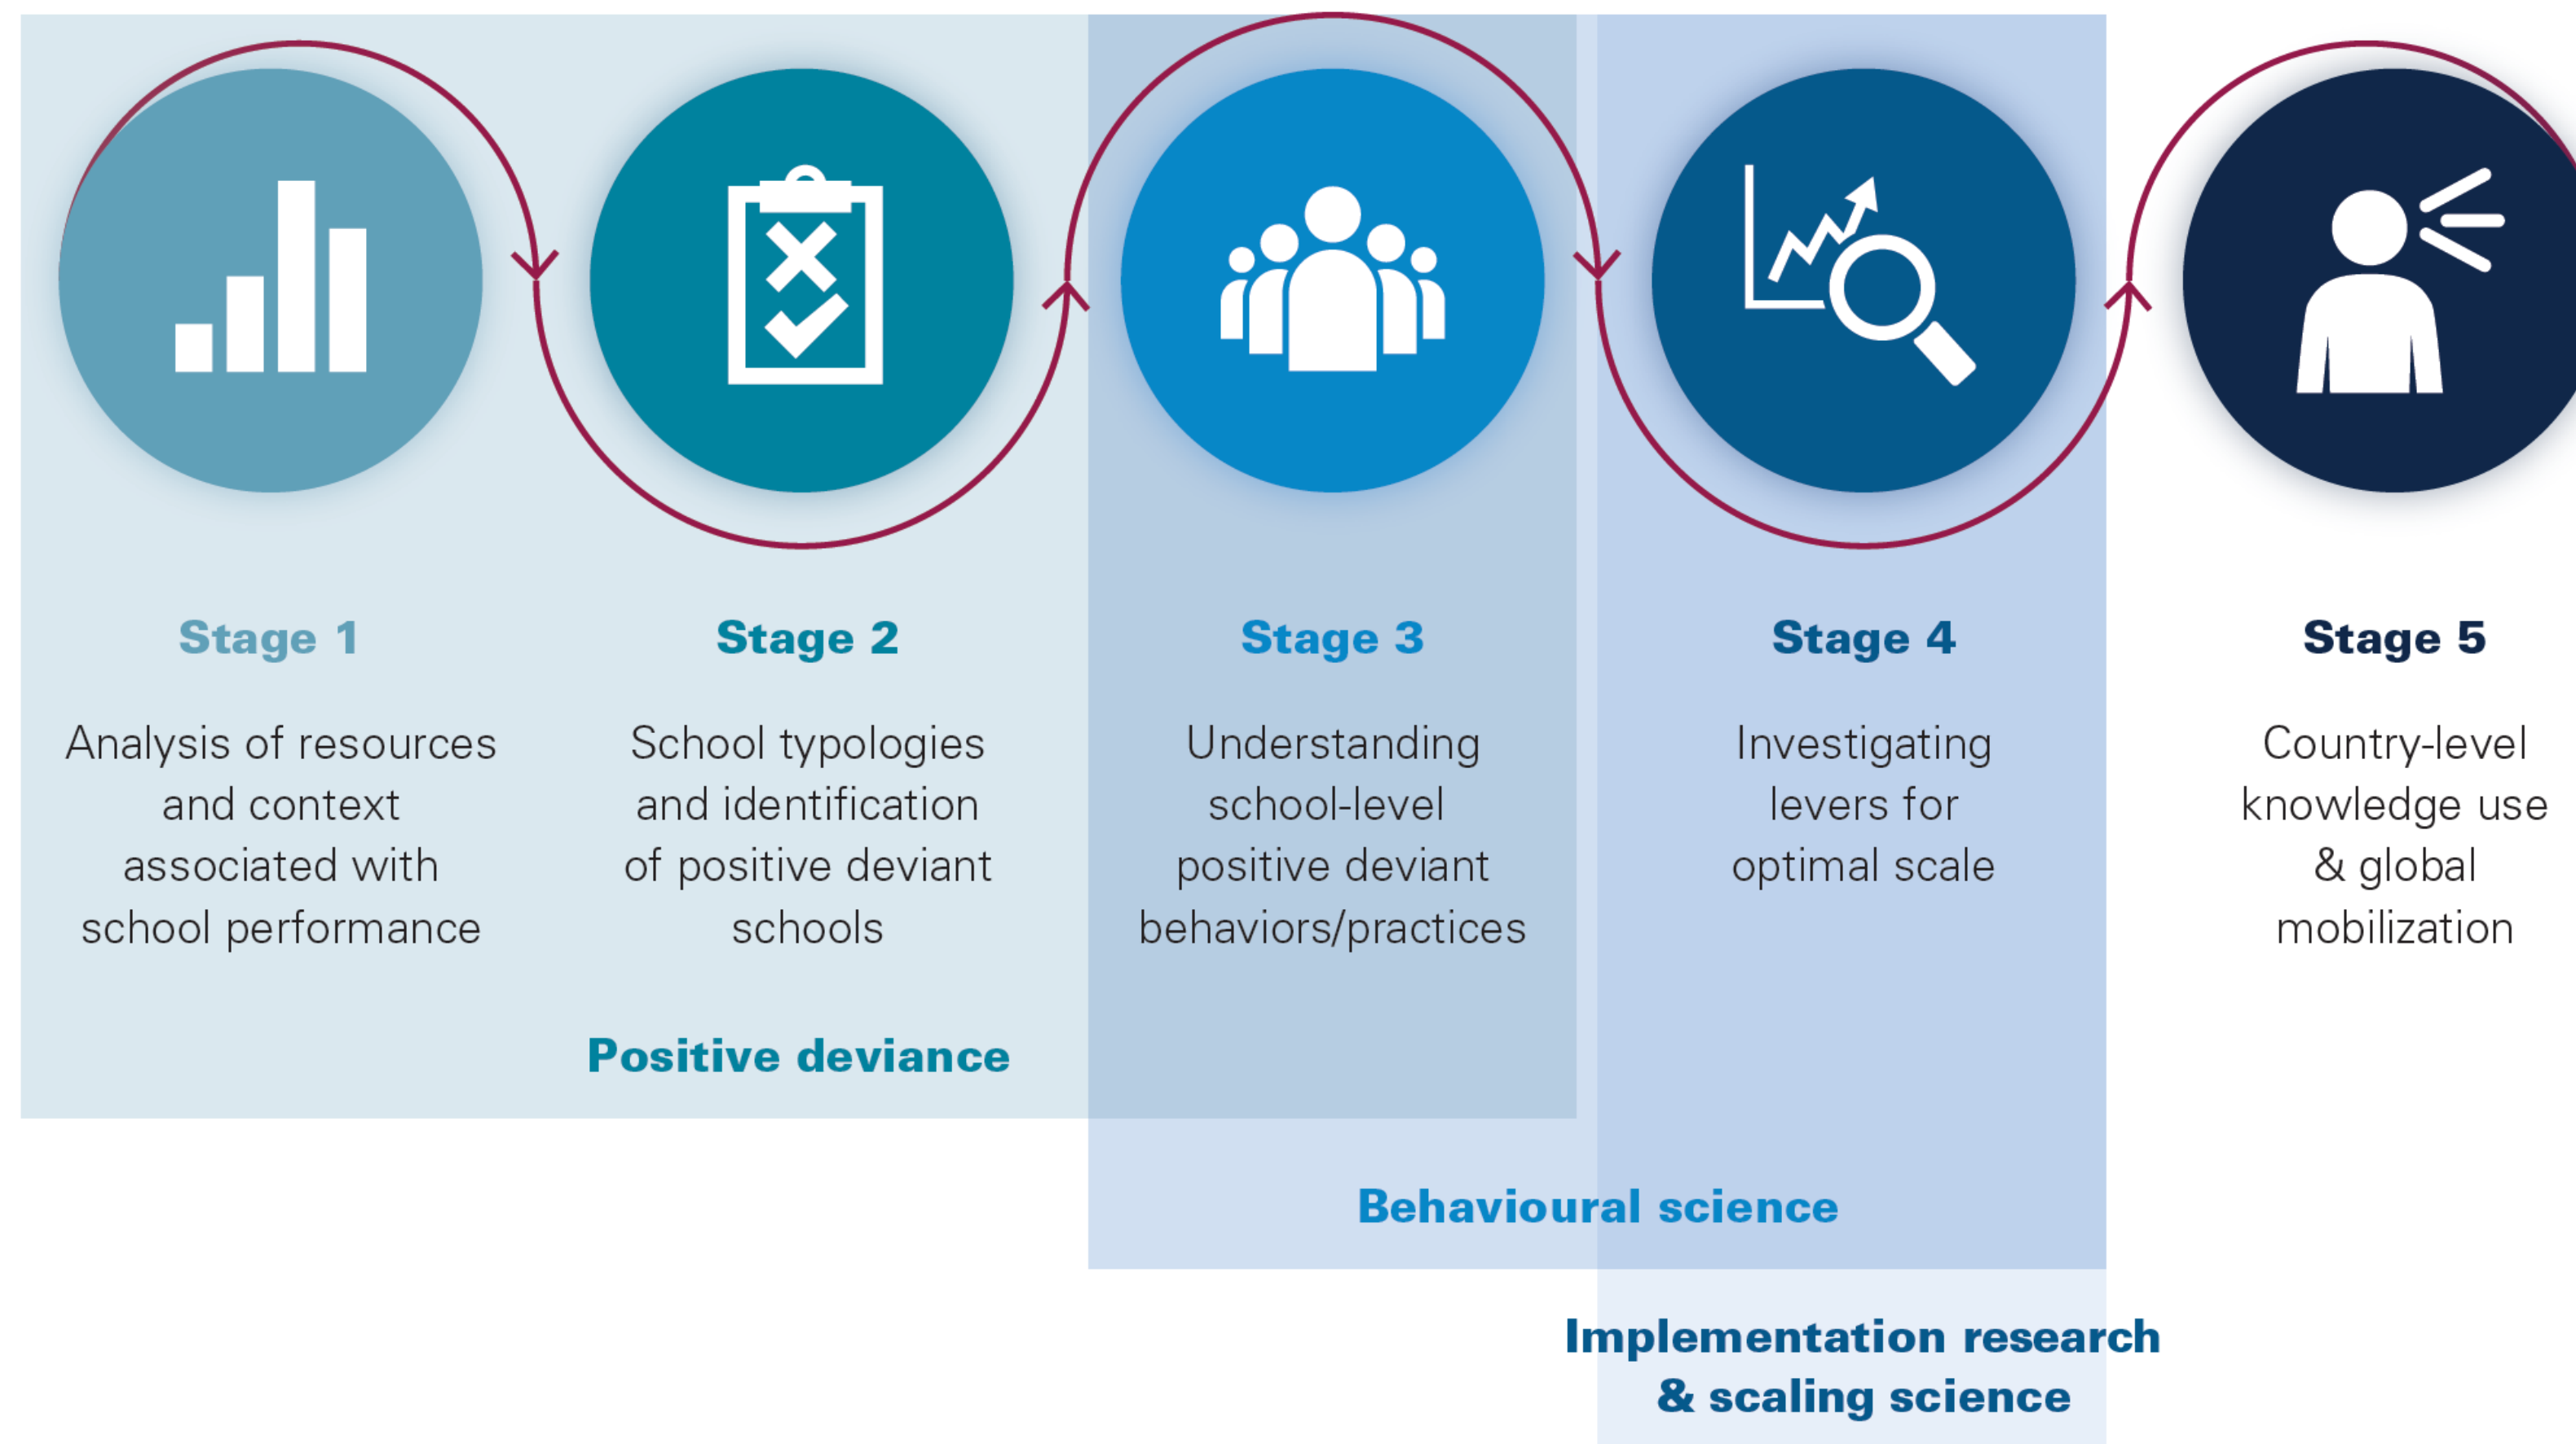 Stage 1
Analysis of resources
and context
associated with
school performance
Stage 2
School typologies
and identification
of positive deviant
schools
Stage 3
Understanding
school-level
positive deviant
behaviors/practices
Stage 4
Investigating
levers for
optimal scale
Stage 5
Country-level
knowledge use
& global
mobilization
Positive deviance
Behavioural science
Implementation research
& scaling science